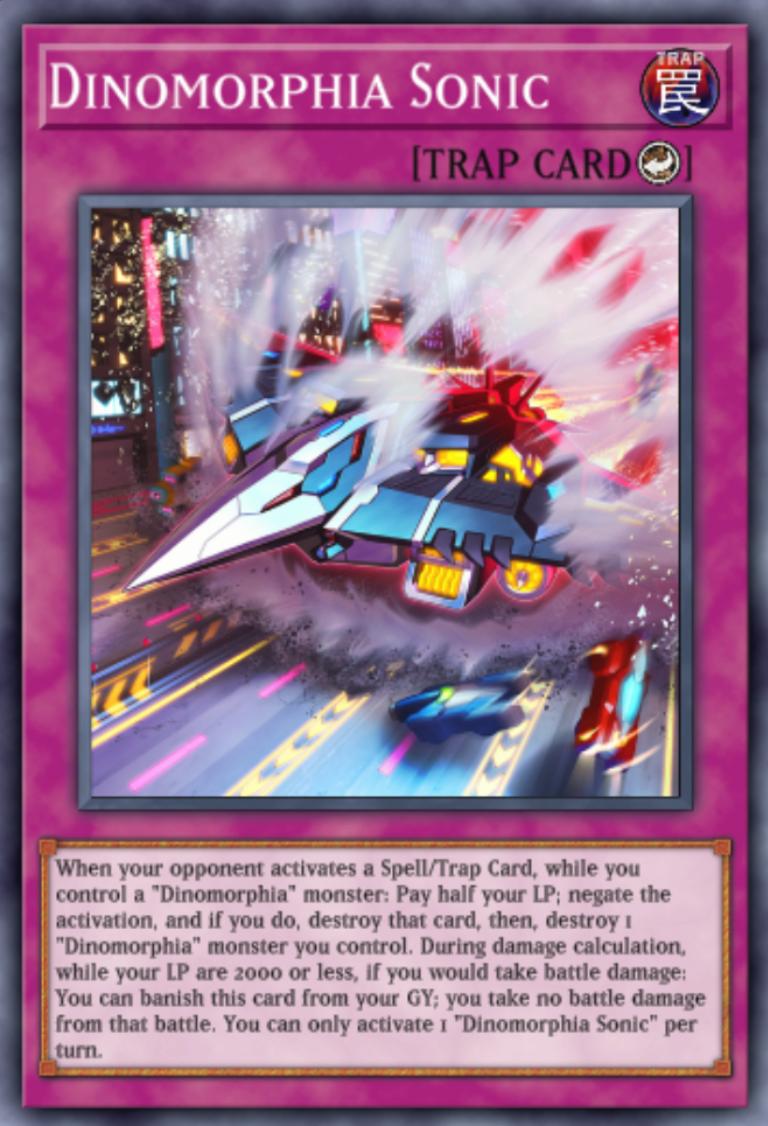 DINOMORPHIA SONIC
TRAP
罠
[TRAP CARD]
When your opponent activates a Spell/Trap Card, while you
control a "Dinomorphia" monster: Pay half your LP; negate the
activation, and if you do, destroy that card, then, destroy 1
"Dinomorphia" monster you control. During damage calculation,
while your LP are 2000 or less, if you would take battle damage:
You can banish this card from your GY; you take no battle damage
from that battle. You can only activate 1 "Dinomorphia Sonic" per
turn.